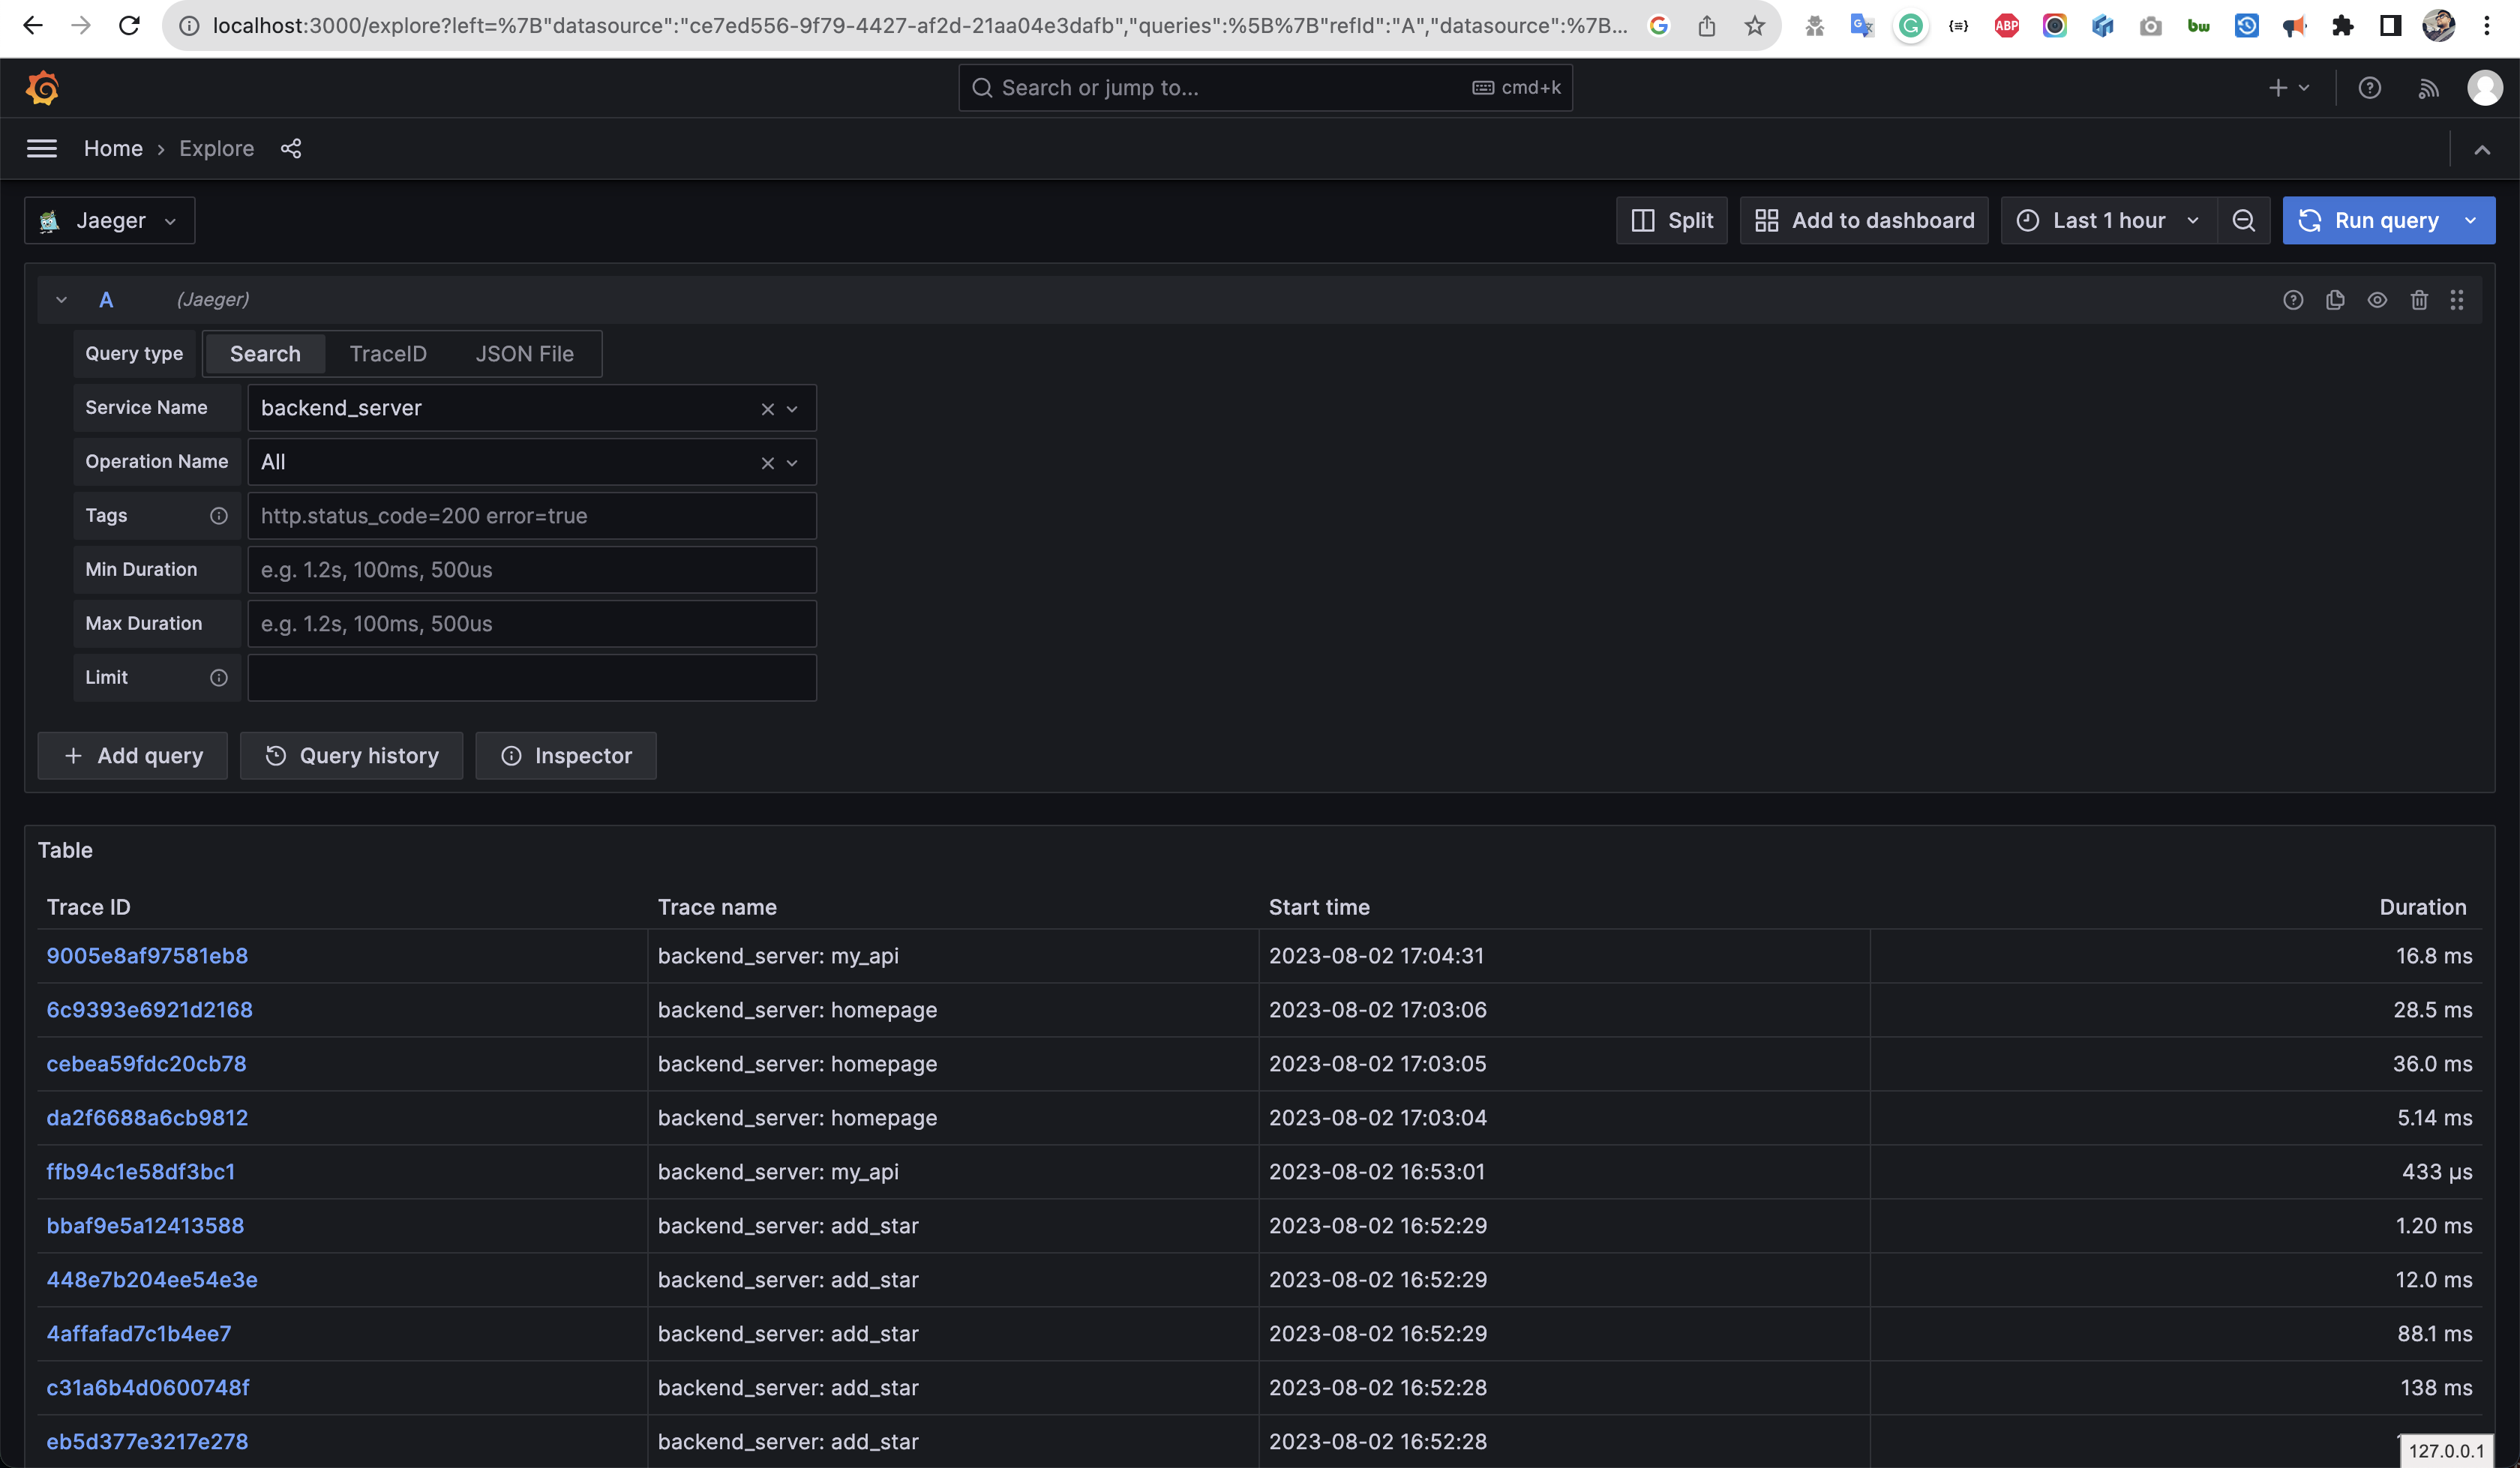 localhost:3000/explore?left=%7B"datasource":"ce7ed556-9f79-4427-af2d-21aa04e3dafb","queries":%5B%7B"refId":"A","datasource":%7B...
ABP
bw
Search or jump to...
cmd+k
Home › Explore
Jaeger
Split
Add to dashboard
Last 1 hour
Run query
A (Jaeger)
Query type Search TraceID JSON File
Service Name backend_server
Operation Name All
Tags http.status_code=200 error=true
Min Duration e.g. 1.2s, 100ms, 500us
Max Duration e.g. 1.2s, 100ms, 500us
Limit
+ Add query Query history Inspector
Table
Trace ID Trace name Start time Duration
9005e8af97581eb8 backend_server: my_api 2023-08-02 17:04:31 16.8 ms
6c9393e6921d2168 backend_server: homepage 2023-08-02 17:03:06 28.5 ms
cebea59fdc20cb78 backend_server: homepage 2023-08-02 17:03:05 36.0 ms
da2f6688a6cb9812 backend_server: homepage 2023-08-02 17:03:04 5.14 ms
ffb94c1e58df3bc1 backend_server: my_api 2023-08-02 16:53:01 433 µs
bbaf9e5a12413588 backend_server: add_star 2023-08-02 16:52:29 1.20 ms
448e7b204ee54e3e backend_server: add_star 2023-08-02 16:52:29 12.0 ms
4affafad7c1b4ee7 backend_server: add_star 2023-08-02 16:52:29 88.1 ms
c31a6b4d0600748f backend_server: add_star 2023-08-02 16:52:28 138 ms
eb5d377e3217e278 backend_server: add_star 2023-08-02 16:52:28
127.0.0.1